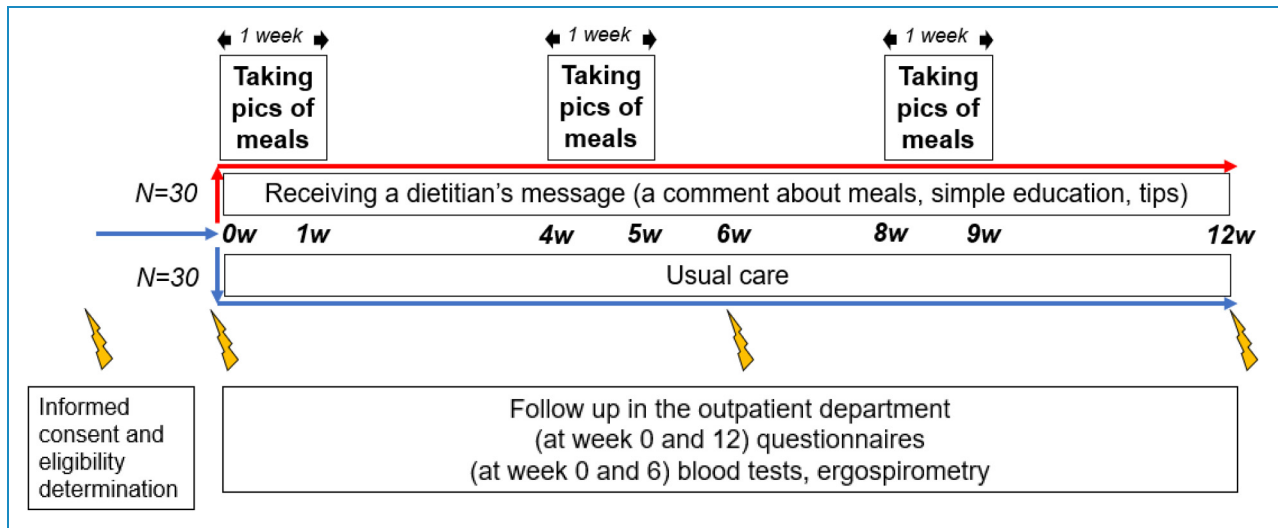 1 week
1 week
1 week
Taking
pics of
meals
Taking
pics of
meals
Taking
pics of
meals
N=30
Receiving a dietitian's message (a comment about meals, simple education, tips)
0w 1w 4w 5w 6w 8w 9w 12w
N=30
Usual care
Informed
consent and
eligibility
determination
Follow up in the outpatient department
(at week 0 and 12) questionnaires
(at week 0 and 6) blood tests, ergospirometry